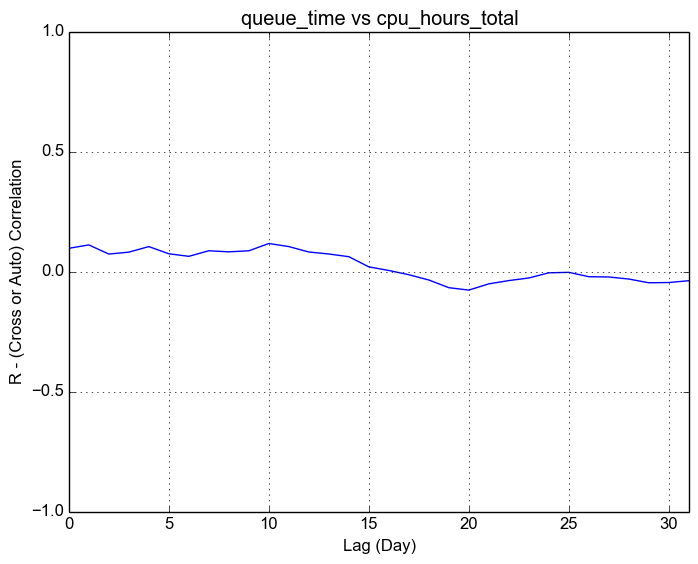 queue_time vs cpu_hours_total
1.0
0.5
0.0
−0.5
−1.0
R - (Cross or Auto) Correlation
0 5 10 15 20 25 30
Lag (Day)